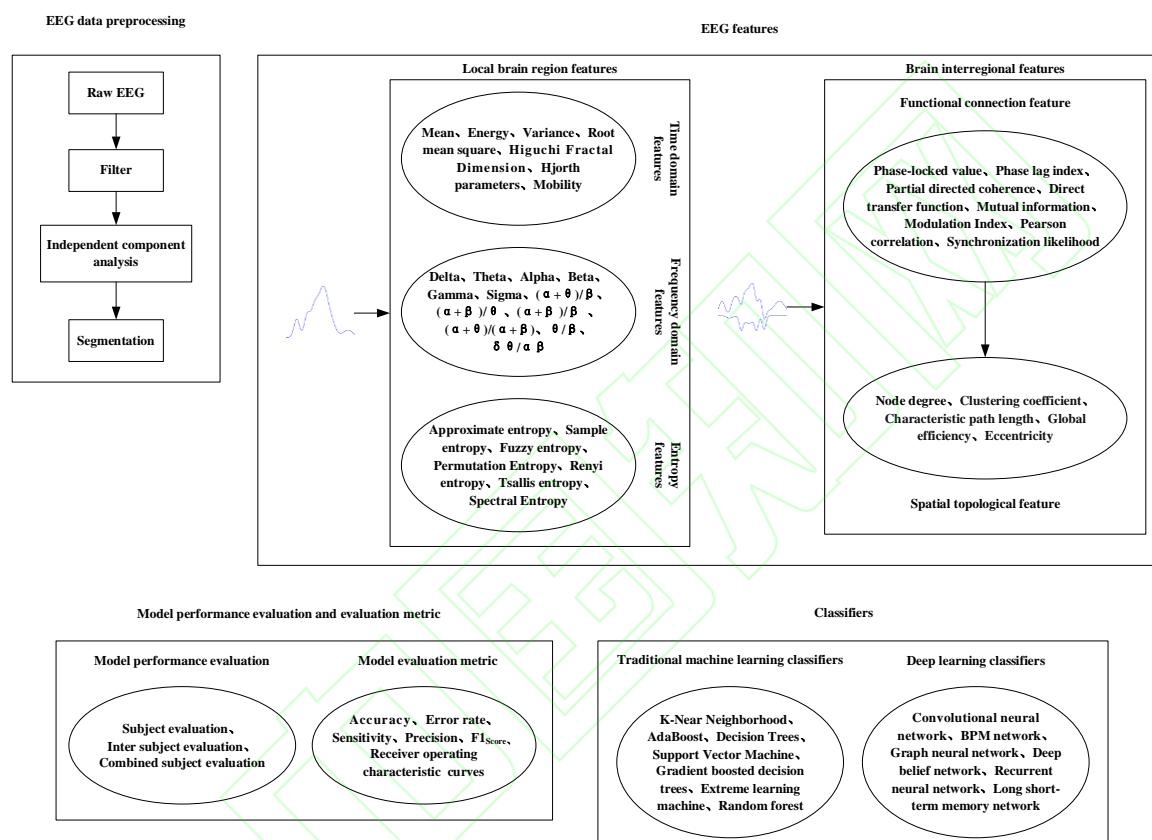 EEG data preprocessing
Raw EEG
Filter
Independent component
analysis
Segmentation
EEG features
Local brain region features
Mean、Energy、Variance、Root
mean square、Higuchi Fractal
Dimension、Hjorth
parameters、Mobility
Time domain
features
Delta、Theta、Alpha、Beta、
Gamma、Sigma、(α+θ)/β、
(α+β)/θ、(α+β)/β、
(α+θ)/(α+β)、θ/β、
δθ/αβ
Frequency domain
features
Approximate entropy、Sample
entropy、Fuzzy entropy、
Permutation Entropy、Renyi
entropy、Tsallis entropy、
Spectral Entropy
Entropy
features
Brain interregional features
Functional connection feature
Phase-locked value、Phase lag index、
Partial directed coherence、Direct
transfer function、Mutual information、
Modulation Index、Pearson
correlation、Synchronization likelihood
Node degree、Clustering coefficient、
Characteristic path length、Global
efficiency、Eccentricity
Spatial topological feature
Model performance evaluation and evaluation metric
Model performance evaluation
Subject evaluation、
Inter subject evaluation、
Combined subject evaluation
Model evaluation metric
Accuracy、Error rate、
Sensitivity、Precision、F1Score、
Receiver operating
characteristic curves
Classifiers
Traditional machine learning classifiers
K-Near Neighborhood、
AdaBoost、Decision Trees、
Support Vector Machine、
Gradient boosted decision
trees、Extreme learning
machine、Random forest
Deep learning classifiers
Convolutional neural
network、BPM network、
Graph neural network、Deep
belief network、Recurrent
neural network、Long short-
term memory network